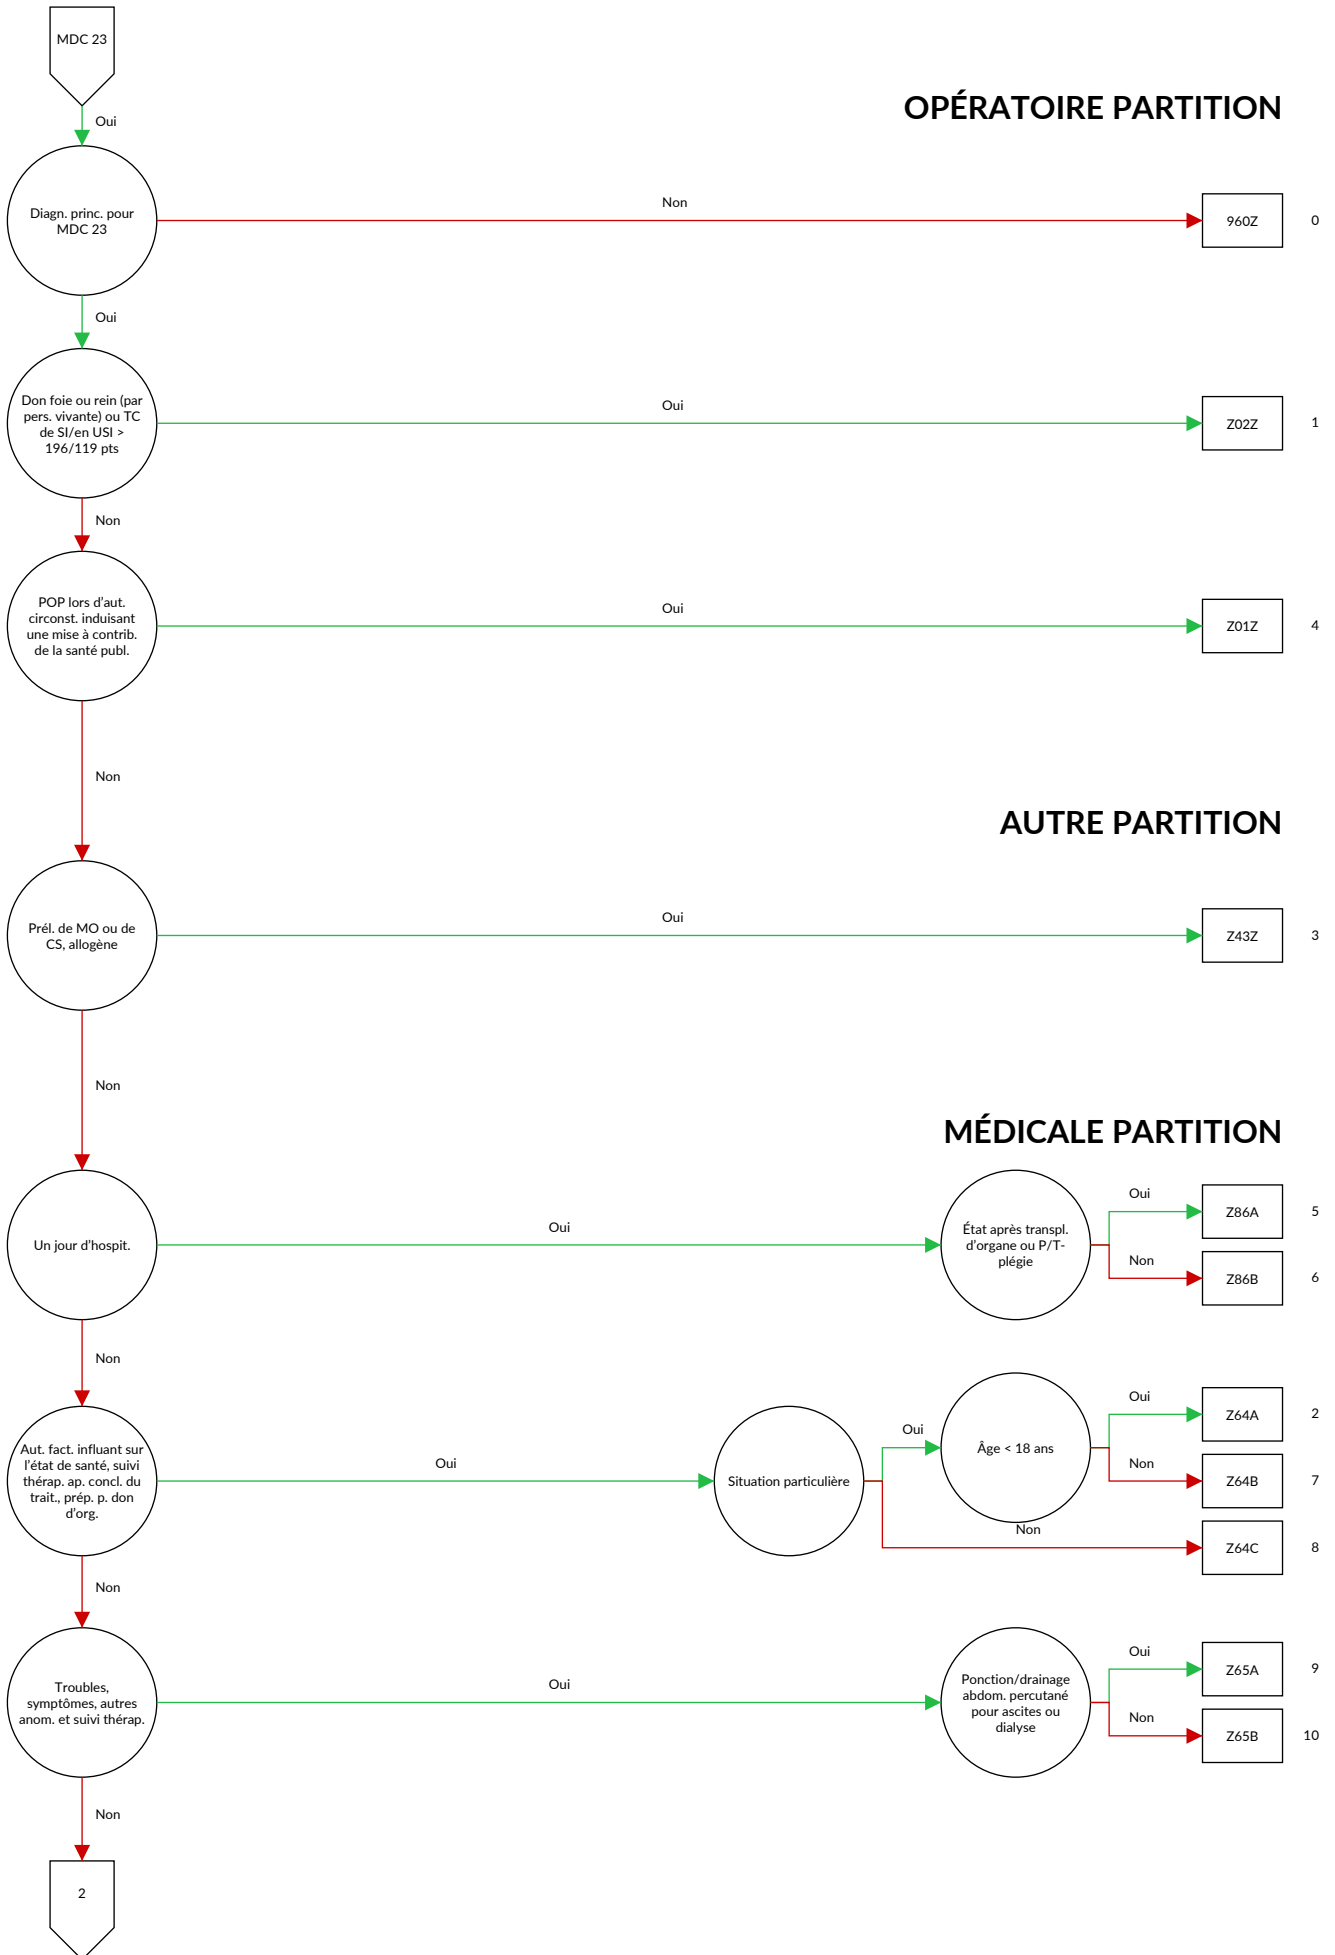 MDC 23
Oui
OPÉRATOIRE PARTITION
Diagn. princ. pour
MDC 23
Non
960Z
0
Oui
Don foie ou rein (par
pers. vivante) ou TC
de SI/en USI >
196/119 pts
Oui
Z02Z
1
Non
POP lors d'aut.
circonst. induisant
une mise à contrib.
de la santé publ.
Oui
Z01Z
4
Non
AUTRE PARTITION
Prél. de MO ou de
CS, allogène
Oui
Z43Z
3
Non
MÉDICALE PARTITION
Un jour d'hospit.
Oui
État après transpl.
d'organe ou P/T-
plégie
Oui
Z86A
5
Non
Z86B
6
Non
Aut. fact. influant sur
l'état de santé, suivi
thérap. ap. concl. du
trait., prép. p. don
d'org.
Oui
Situation particulière
Oui
Âge < 18 ans
Oui
Z64A
2
Non
Z64B
7
Non
Z64C
8
Non
Troubles,
symptômes, autres
anom. et suivi thérap.
Oui
Ponction/drainage
abdom. percutané
pour ascites ou
dialyse
Oui
Z65A
9
Non
Z65B
10
Non
2